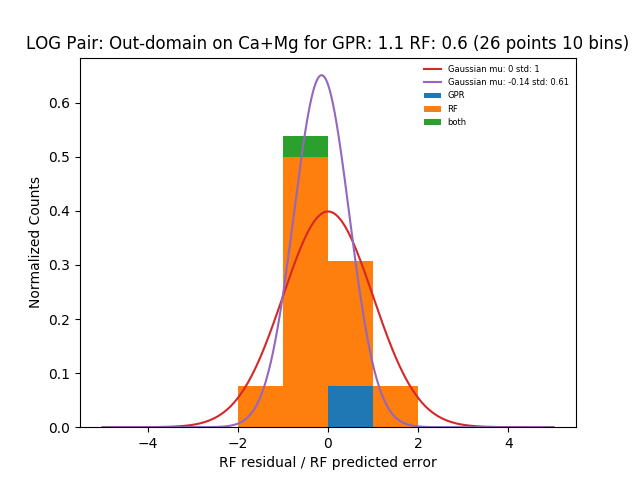 LOG Pair: Out-domain on Ca+Mg for GPR: 1.1 RF: 0.6 (26 points 10 bins)
Gaussian mu: 0 std: 1
Gaussian mu: -0.14 std: 0.61
GPR
RF
both
Normalized Counts
0.6
0.5
0.4
0.3
0.2
0.1
0.0
−4
−2
0
2
4
RF residual / RF predicted error